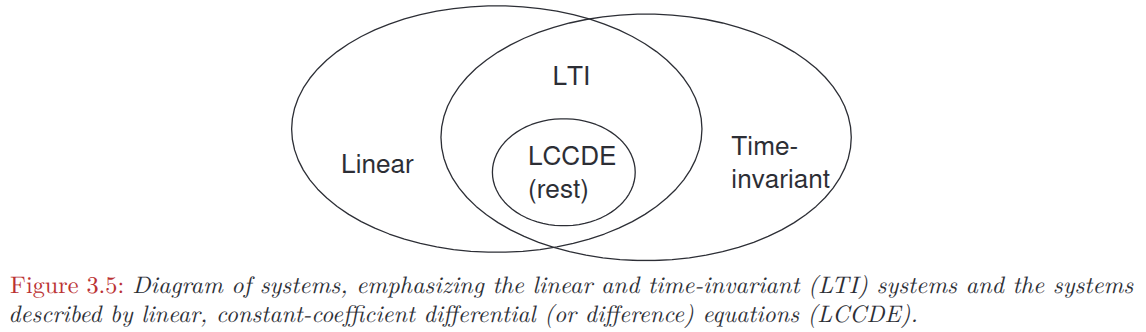 LTI
Linear
LCCDE
(rest)
Time-
invariant
Figure 3.5: Diagram of systems, emphasizing the linear and time-invariant (LTI) systems and the systems
described by linear, constant-coefficient differential (or difference) equations (LCCDE).